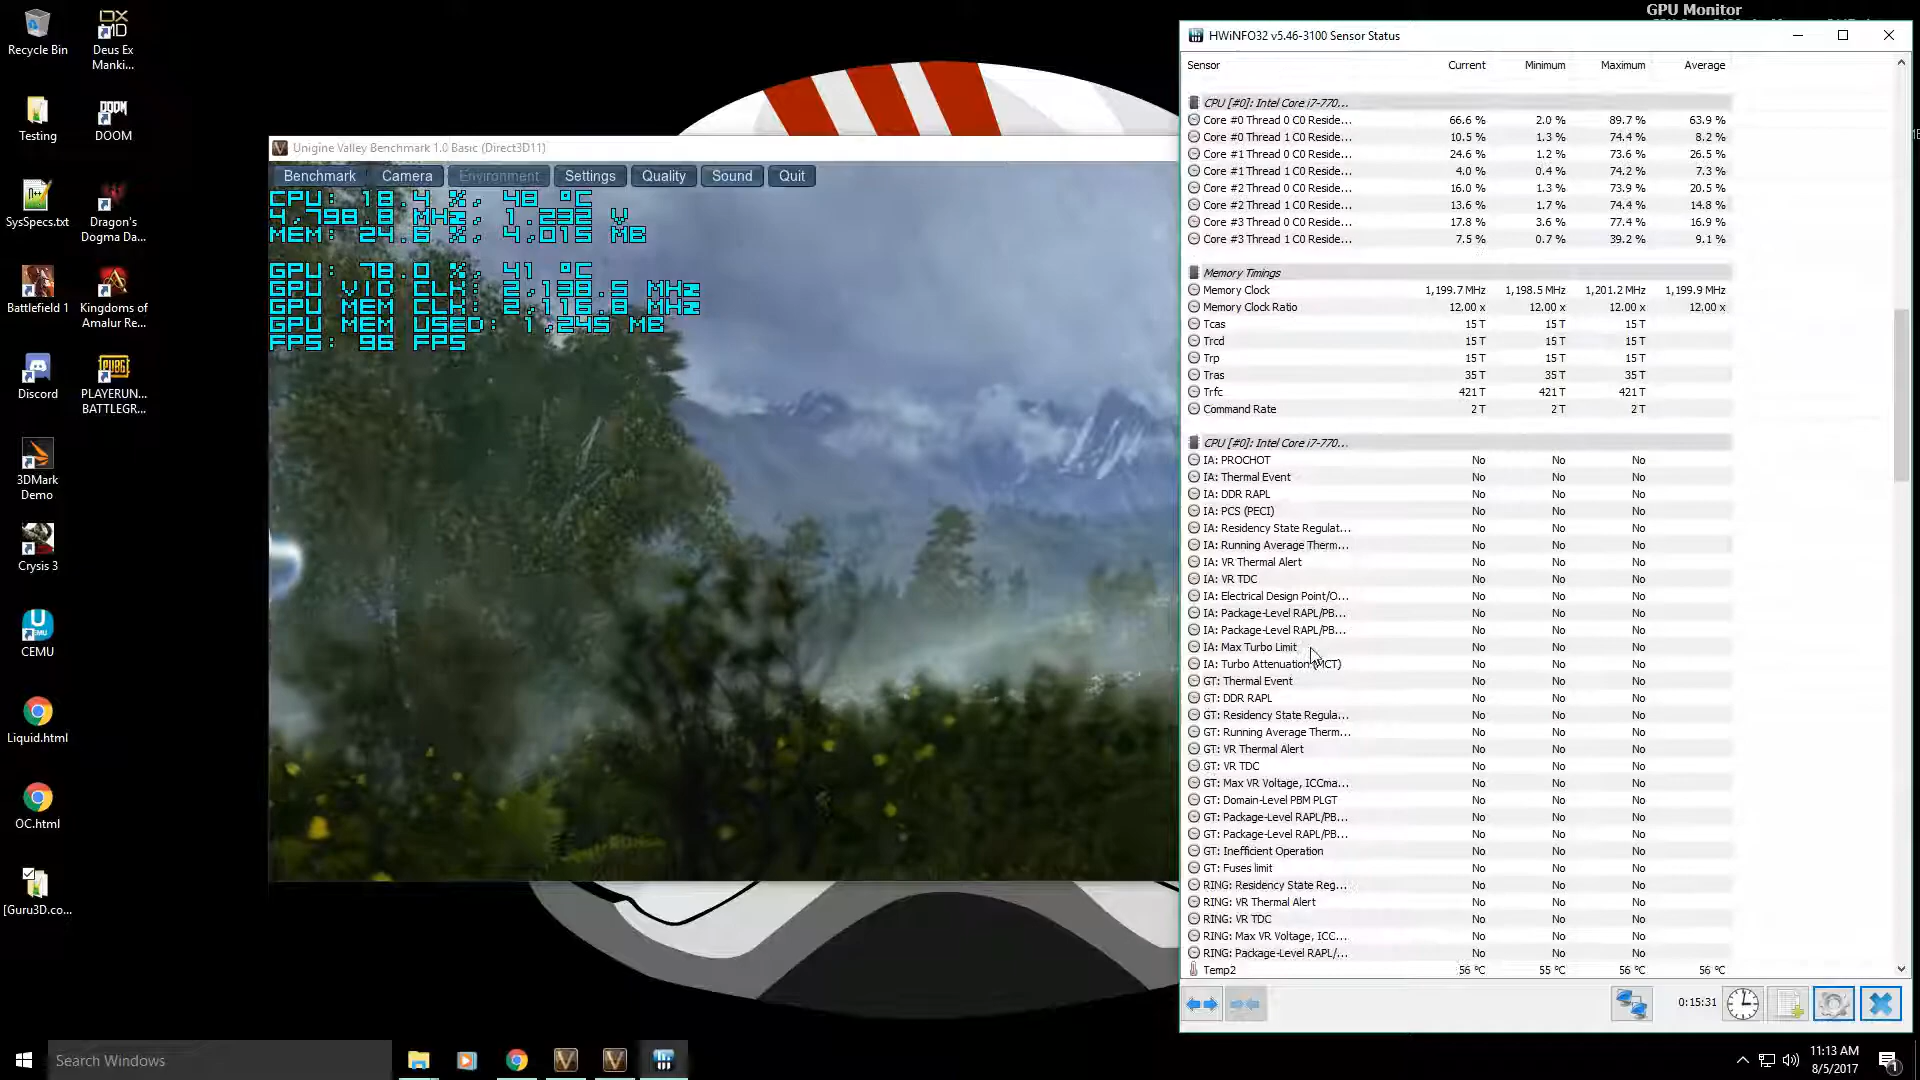 GPU Monitor
Recycle Bin
Deus Ex
Manki...
Testing
DOOM
DOOM
SysSpecs.txt
Dragon's
Dogma Da...
Battlefield 1
Kingdoms of
Amalur Re...
Discord
PLAYERUN...
BATTLEGR...
3DMark
Demo
Crysis 3
CEMU
Liquid.html
OC.html
[Guru3D.co...
Unigine Valley Benchmark 1.0 Basic (Direct3D11)
Benchmark Camera Environment Settings Quality Sound Quit
CPU: 18.4 %, 48 °C
4,798.8 MHz, 1.232 V
MEM: 24.6 %, 4,015 MB
GPU: 78.0 %, 41 °C
GPU VID CLK: 2,138.5 MHz
GPU MEM CLK: 2,116.8 MHz
GPU MEM USED: 1,245 MB
FPS: 96 FPS
HWiNFO32 v5.46-3100 Sensor Status
Sensor Current Minimum Maximum Average
CPU [#0]: Intel Core i7-770...
Core #0 Thread 0 C0 Reside... 66.6 % 2.0 % 89.7 % 63.9 %
Core #0 Thread 1 C0 Reside... 10.5 % 1.3 % 74.4 % 8.2 %
Core #1 Thread 0 C0 Reside... 24.6 % 1.2 % 73.6 % 26.5 %
Core #1 Thread 1 C0 Reside... 4.0 % 0.4 % 74.2 % 7.3 %
Core #2 Thread 0 C0 Reside... 16.0 % 1.3 % 73.9 % 20.5 %
Core #2 Thread 1 C0 Reside... 13.6 % 1.7 % 74.4 % 14.8 %
Core #3 Thread 0 C0 Reside... 17.8 % 3.6 % 77.4 % 16.9 %
Core #3 Thread 1 C0 Reside... 7.5 % 0.7 % 39.2 % 9.1 %
Memory Timings
Memory Clock 1,199.7 MHz 1,198.5 MHz 1,201.2 MHz 1,199.9 MHz
Memory Clock Ratio 12.00 x 12.00 x 12.00 x 12.00 x
Tcas 15 T 15 T 15 T
Trcd 15 T 15 T 15 T
Trp 15 T 15 T 15 T
Tras 35 T 35 T 35 T
Trfc 421 T 421 T 421 T
Command Rate 2 T 2 T 2 T
CPU [#0]: Intel Core i7-770...
IA: PROCHOT No No No
IA: Thermal Event No No No
IA: DDR RAPL No No No
IA: PCS (PECI) No No No
IA: Residency State Regulat... No No No
IA: Running Average Therm... No No No
IA: VR Thermal Alert No No No
IA: VR TDC No No No
IA: Electrical Design Point/O... No No No
IA: Package-Level RAPL/PB... No No No
IA: Package-Level RAPL/PB... No No No
IA: Max Turbo Limit No No No
IA: Turbo Attenuation (MCT) No No No
GT: Thermal Event No No No
GT: DDR RAPL No No No
GT: Residency State Regula... No No No
GT: Running Average Therm... No No No
GT: VR Thermal Alert No No No
GT: VR TDC No No No
GT: Max VR Voltage, ICCma... No No No
GT: Domain-Level PBM PLGT No No No
GT: Package-Level RAPL/PB... No No No
GT: Package-Level RAPL/PB... No No No
GT: Inefficient Operation No No No
GT: Fuses limit No No No
RING: Residency State Reg... No No No
RING: VR Thermal Alert No No No
RING: VR TDC No No No
RING: Max VR Voltage, ICC... No No No
RING: Package-Level RAPL/... No No No
Temp2 56 °C 55 °C 56 °C 56 °C
0:15:31
Search Windows
11:13 AM
8/5/2017